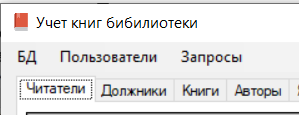 Учет книг бибилиотеки
БД Пользователи Запросы
Читатели Должники Книги Авторы